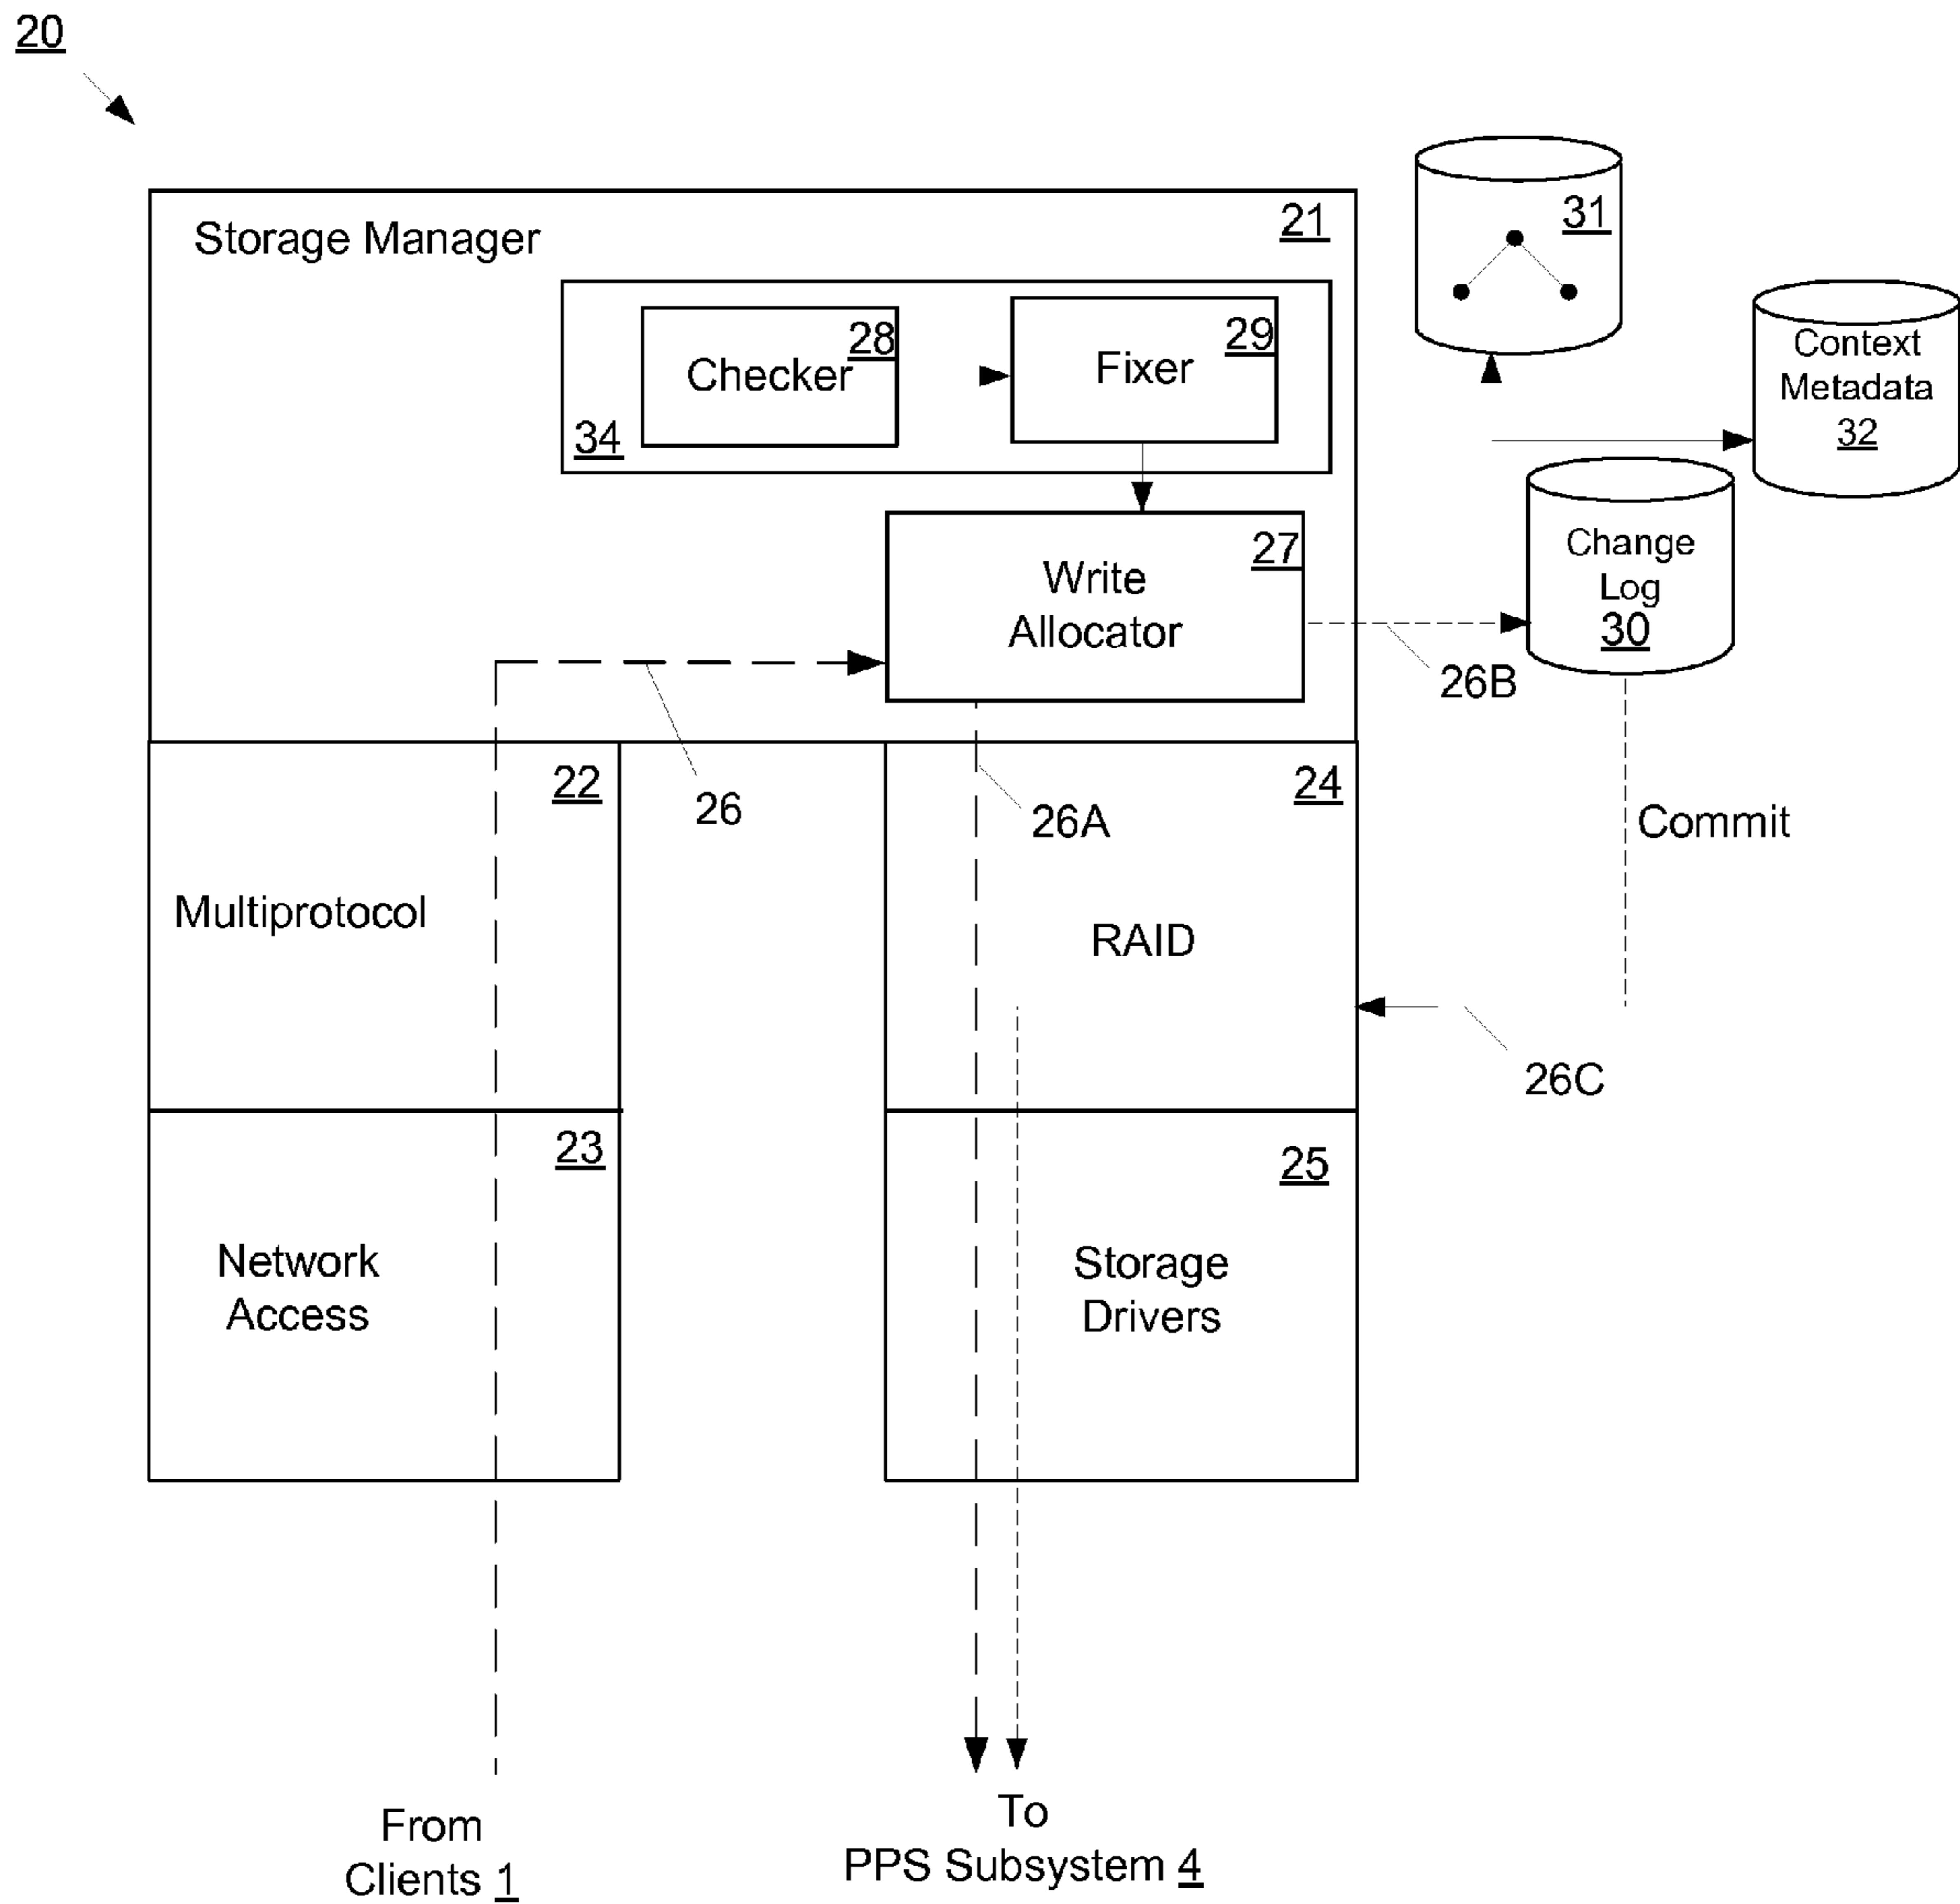 20
Storage Manager
21
31
Checker
28
Fixer
29
34
Context
Metadata
32
Write
Allocator
27
Change
Log
30
26B
26
26A
Commit
Multiprotocol
22
RAID
24
26C
Network
Access
23
Storage
Drivers
25
From
Clients 1
To
PPS Subsystem 4